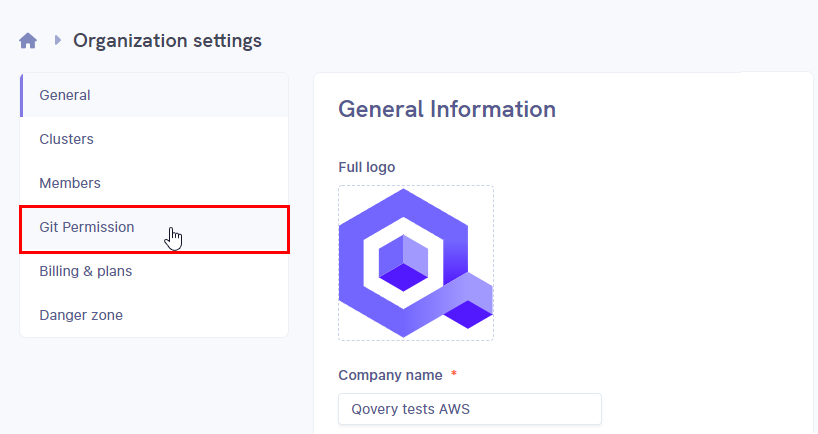 Organization settings
General
Clusters
Members
Git Permission
Billing & plans
Danger zone
General Information
Full logo
Company name *
Qovery tests AWS